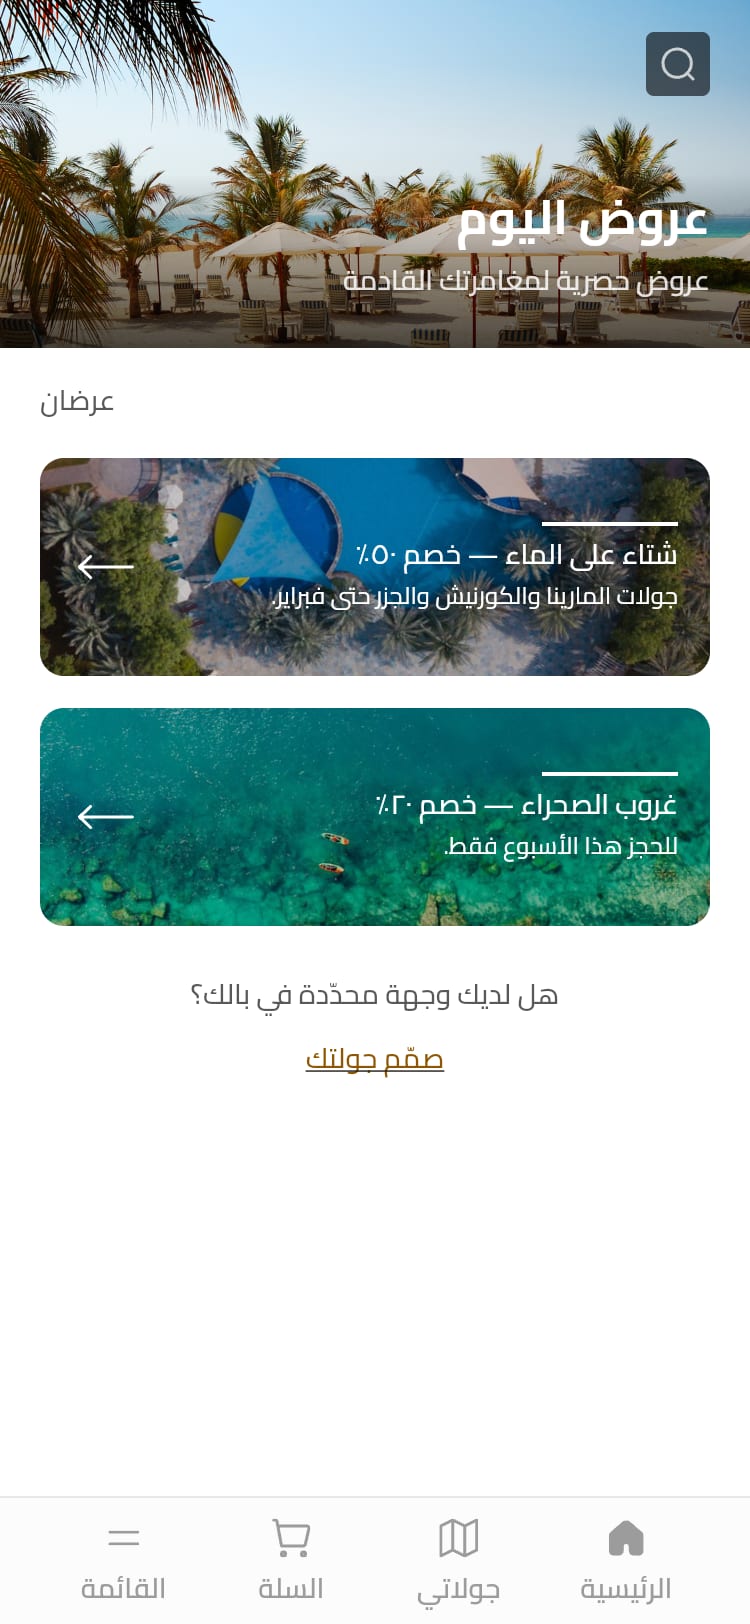 عروض اليوم
عروض حصرية لمغامرتك القادمة
عرضان
شتاء على الماء — خصم ٥٠٪
جولات المارينا والكورنيش والجزر حتى فبراير.
غروب الصحراء — خصم ٢٠٪
للحجز هذا الأسبوع فقط.
هل لديك وجهة محدّدة في بالك؟
صمّم جولتك
الرئيسية
جولاتي
السلة
القائمة